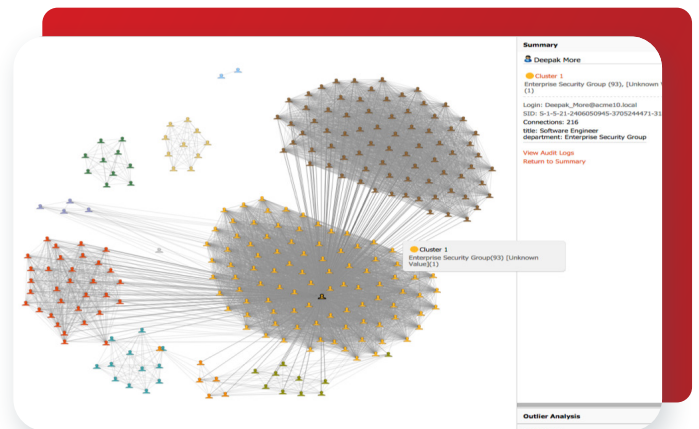 Summary
Deepak More
Cluster 1
Enterprise Security Group (93), [Unknown
(1)
Login: Deepak_More@acme10.local
SID: S-1-5-21-2406050945-3705244471-31
Connections: 216
title: Software Engineer
department: Enterprise Security Group
View Audit Logs
Return to Summary
Cluster 1
Enterprise Security Group(93) [Unknown
Value](1)
Outlier Analysis